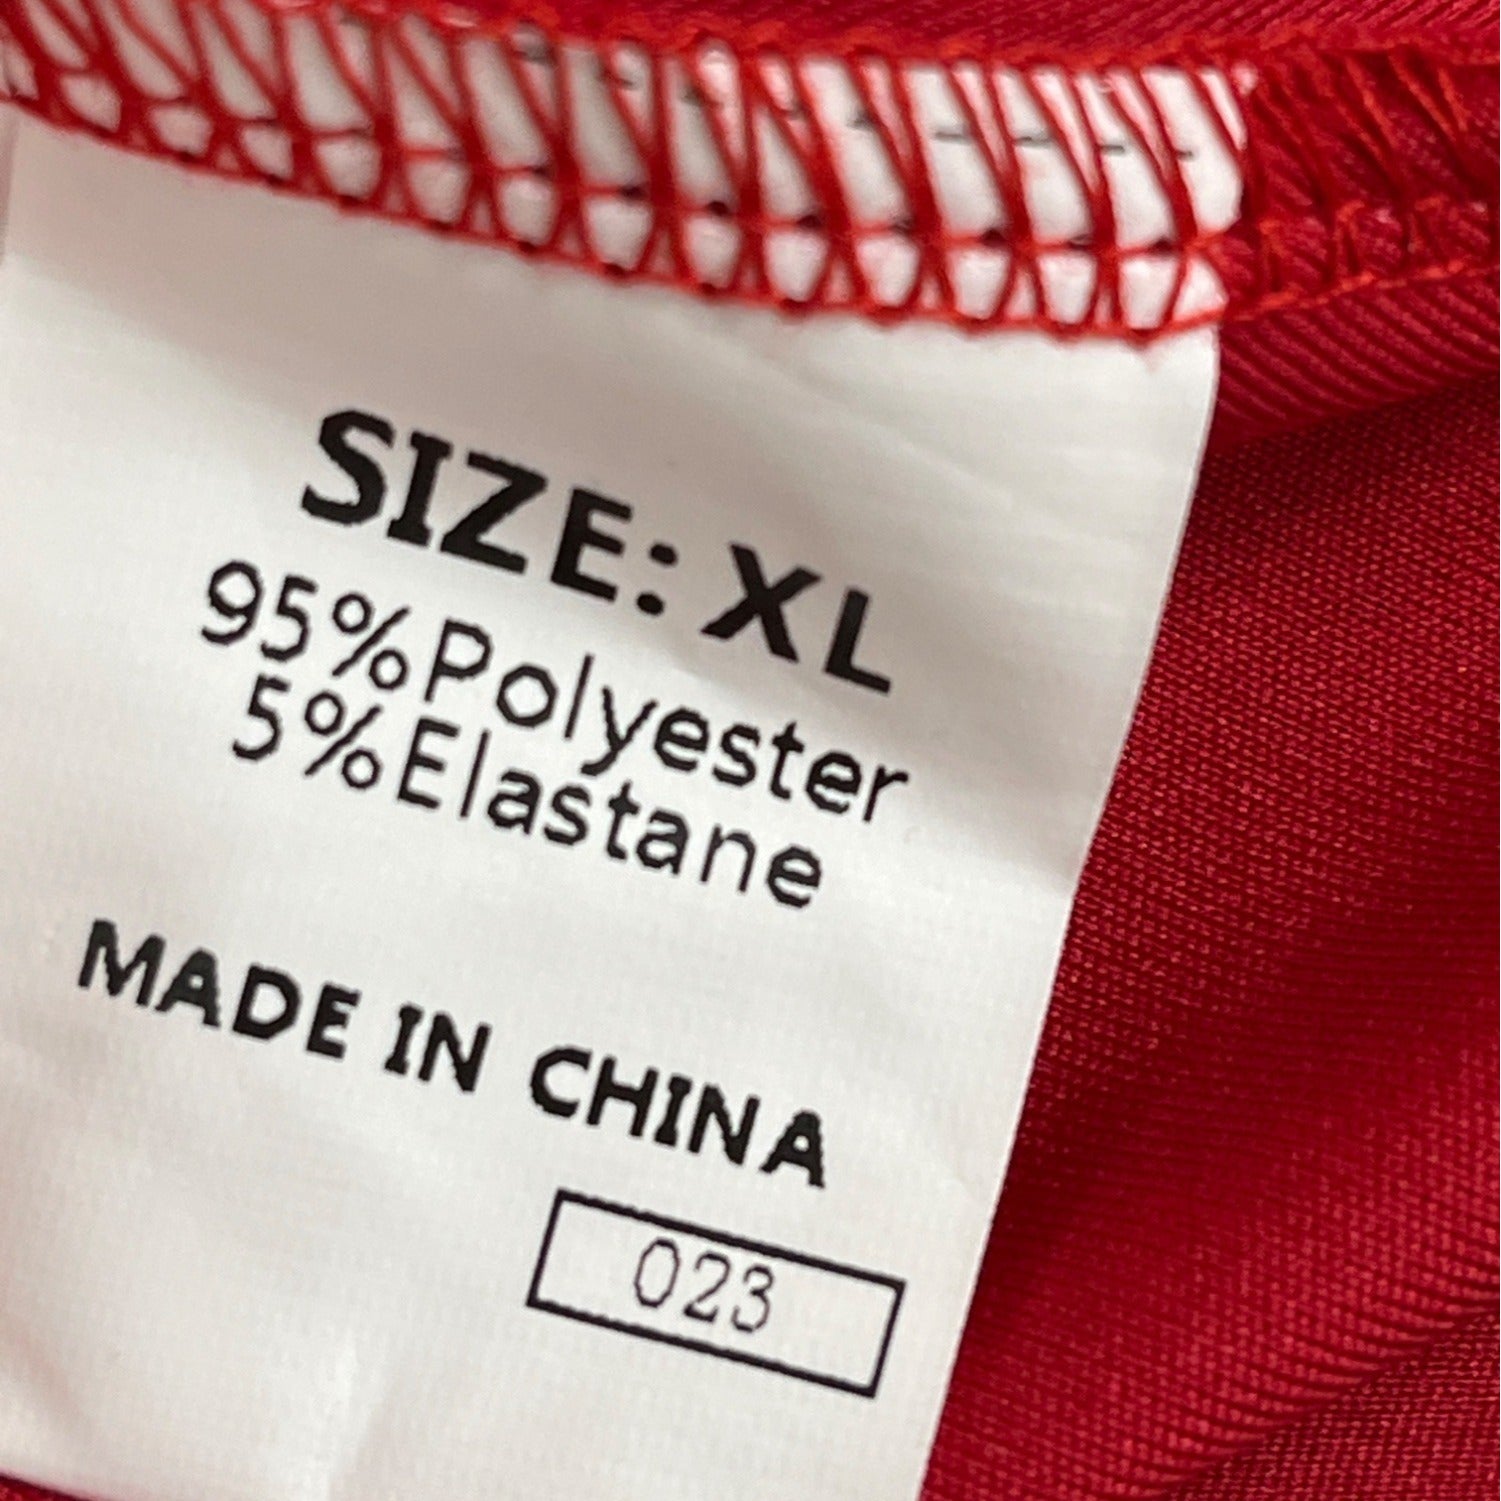 SIZE: XL
95%Polyester
5%Elastane
MADE IN CHINA
023